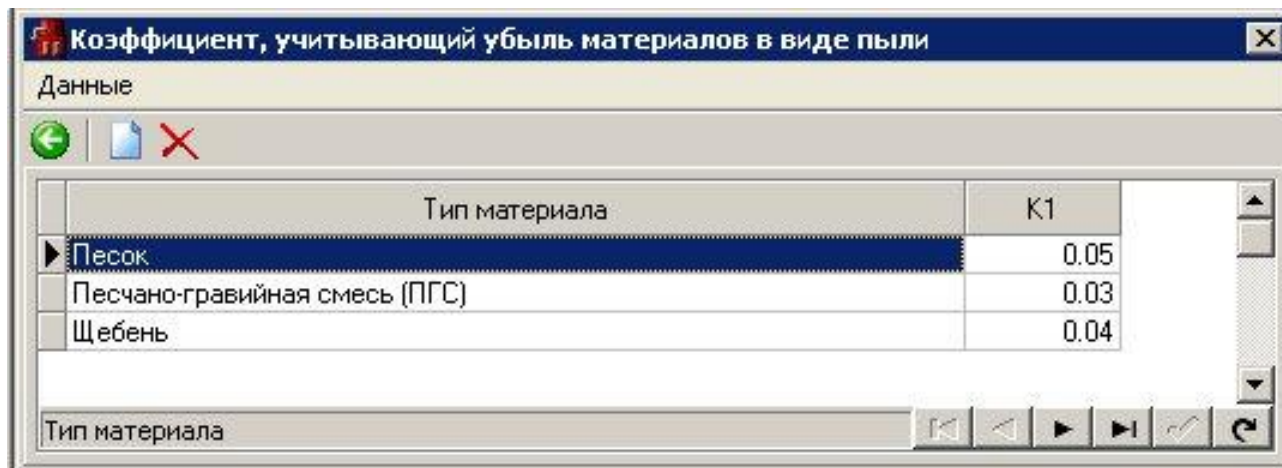 Коэффициент, учитывающий убыль материалов в виде пыли
Данные
Тип материала K1
Песок 0.05
Песчано-гравийная смесь (ПГС) 0.03
Щебень 0.04
Тип материала